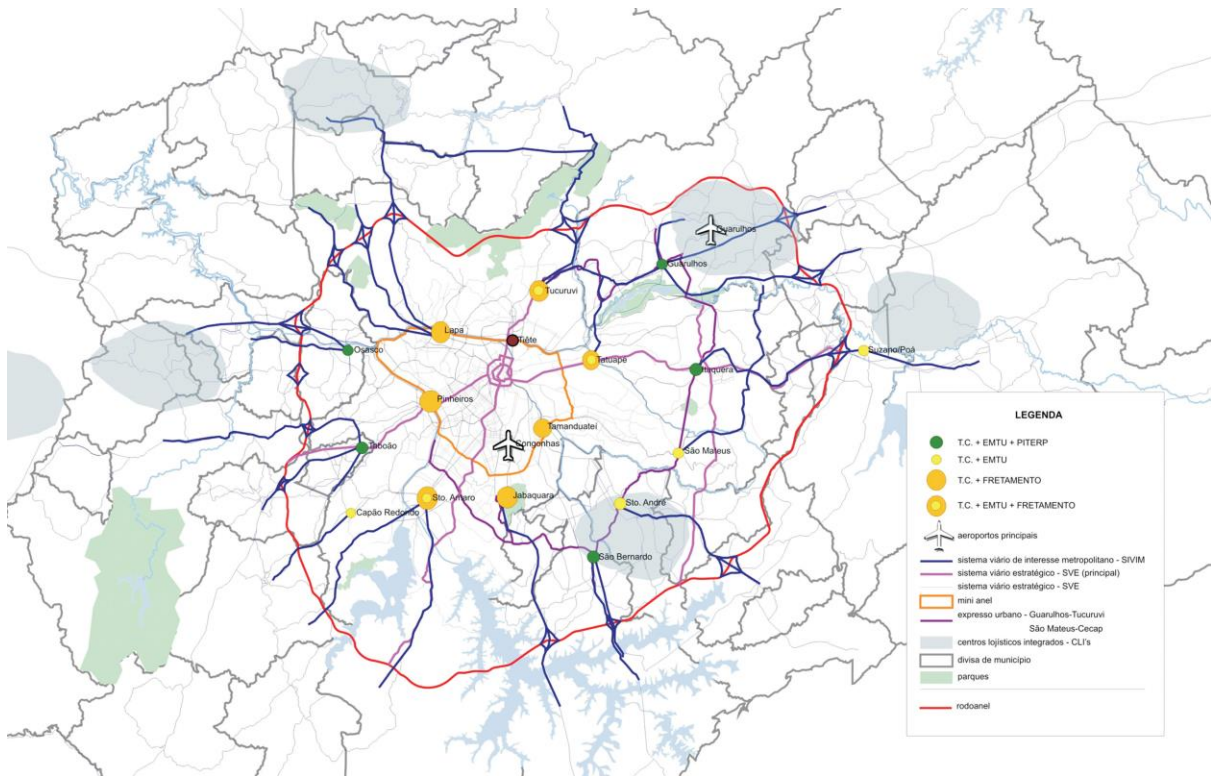 Guarulhos
Guarulhos
Tucuruvi
Lapa
Tiête
Osasco
Tatuapé
Suzano/Poá
Itaquera
Pinheiros
Tamanduateí
Taboão
Congonhas
São Mateus
Sto. Amaro
Jabaquara
Sto. André
Capão Redondo
São Bernardo
LEGENDA
T.C. + EMTU + PITERP
T.C. + EMTU
T.C. + FRETAMENTO
T.C. + EMTU + FRETAMENTO
aeroportos principais
sistema viário de interesse metropolitano - SIVIM
sistema viário estratégico - SVE (principal)
sistema viário estratégico - SVE
mini anel
expresso urbano - Guarulhos-Tucuruvi
São Mateus-Cecap
centros lojísticos integrados - CLI's
divisa de município
parques
rodoanel